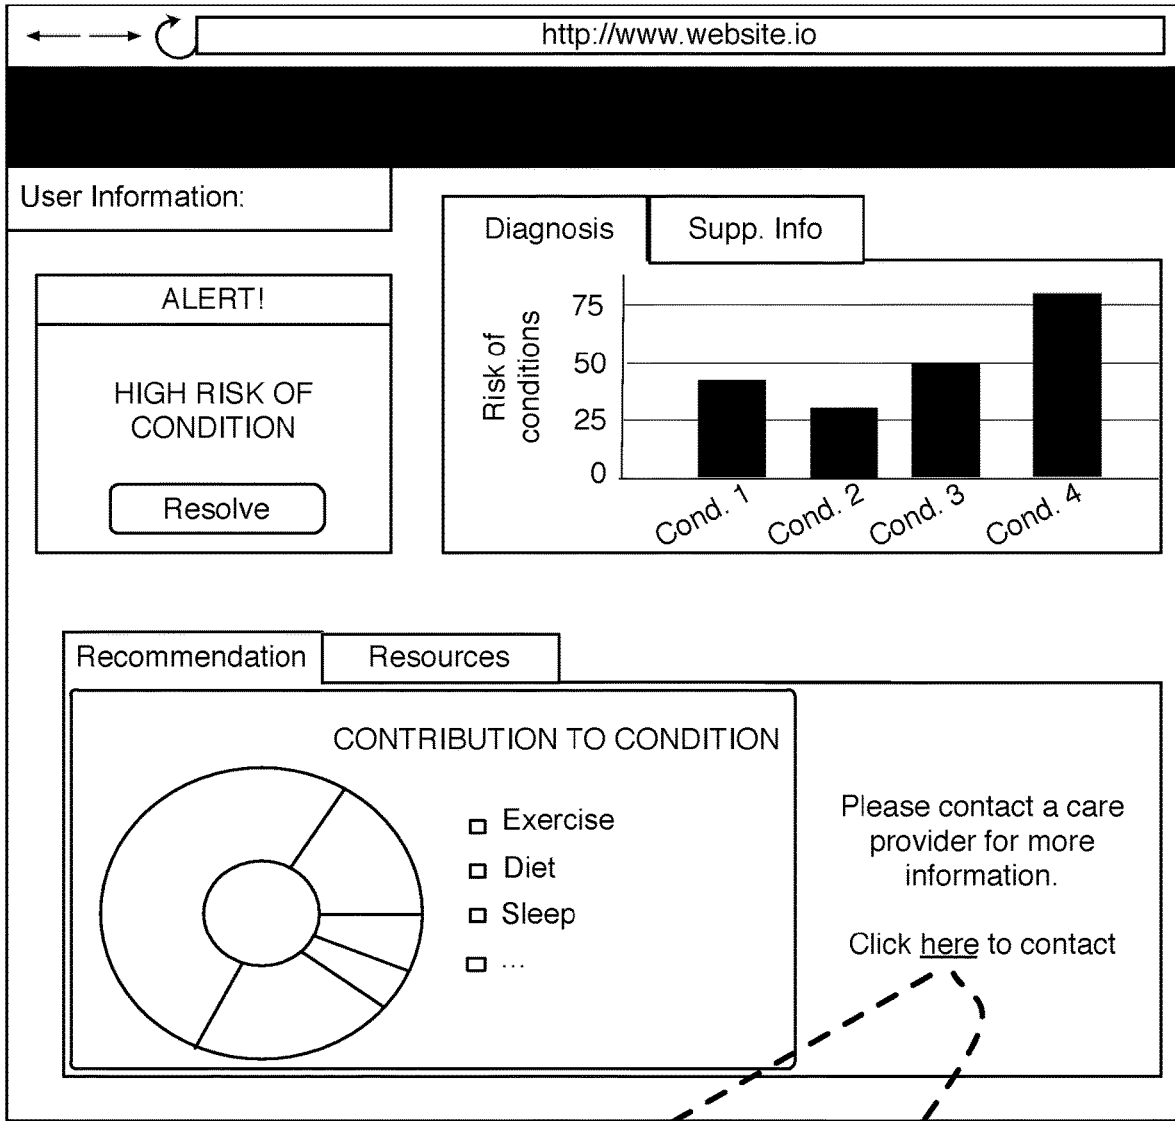 http://www.website.io
User Information:
Diagnosis
Supp. Info
ALERT!
HIGH RISK OF
CONDITION
Resolve
Risk of
conditions
75
50
25
0
Cond. 1
Cond. 2
Cond. 3
Cond. 4
Recommendation
Resources
CONTRIBUTION TO CONDITION
Exercise
Diet
Sleep
...
Please contact a care
provider for more
information.
Click here to contact